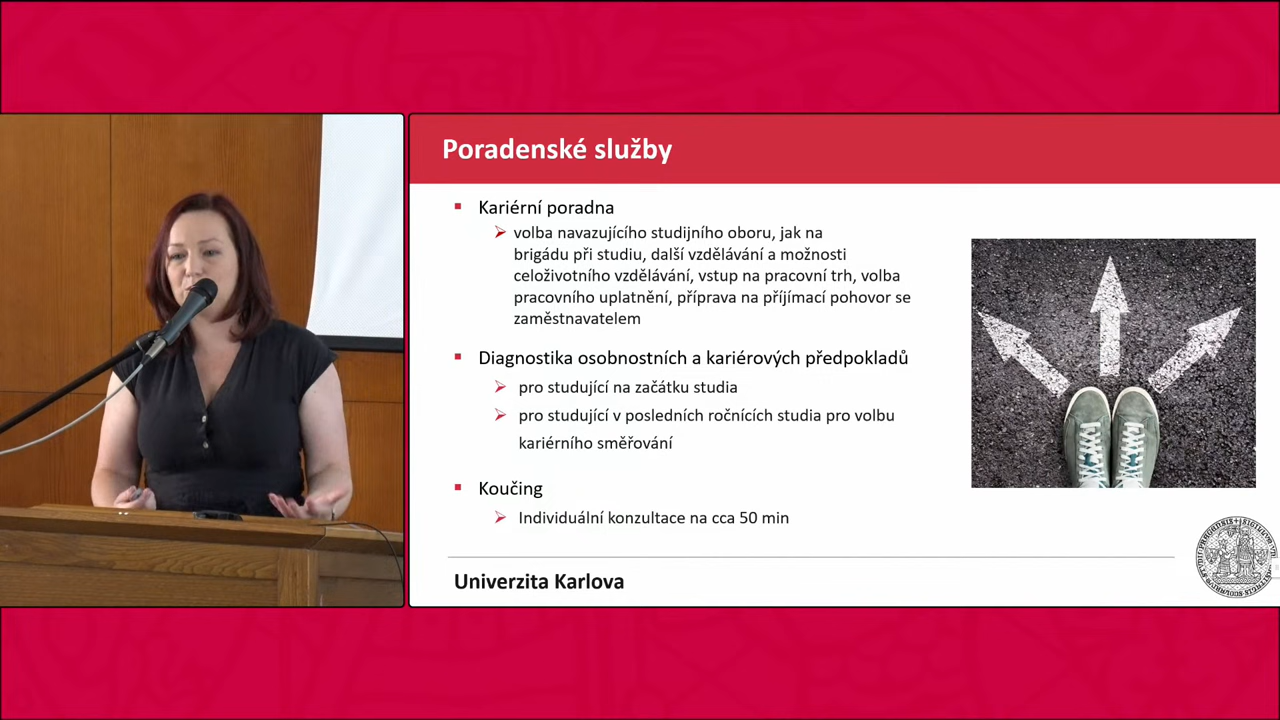 Poradenské služby
Kariérní poradna
volba navazujícího studijního oboru, jak na
brigádu při studiu, další vzdělávání a možnosti
celoživotního vzdělávání, vstup na pracovní trh, volba
pracovního uplatnění, příprava na příjímací pohovor se
zaměstnavatelem
Diagnostika osobnostních a kariérových předpokladů
pro studující na začátku studia
pro studující v posledních ročnících studia pro volbu
kariérního směřování
Koučing
Individuální konzultace na cca 50 min
Univerzita Karlova